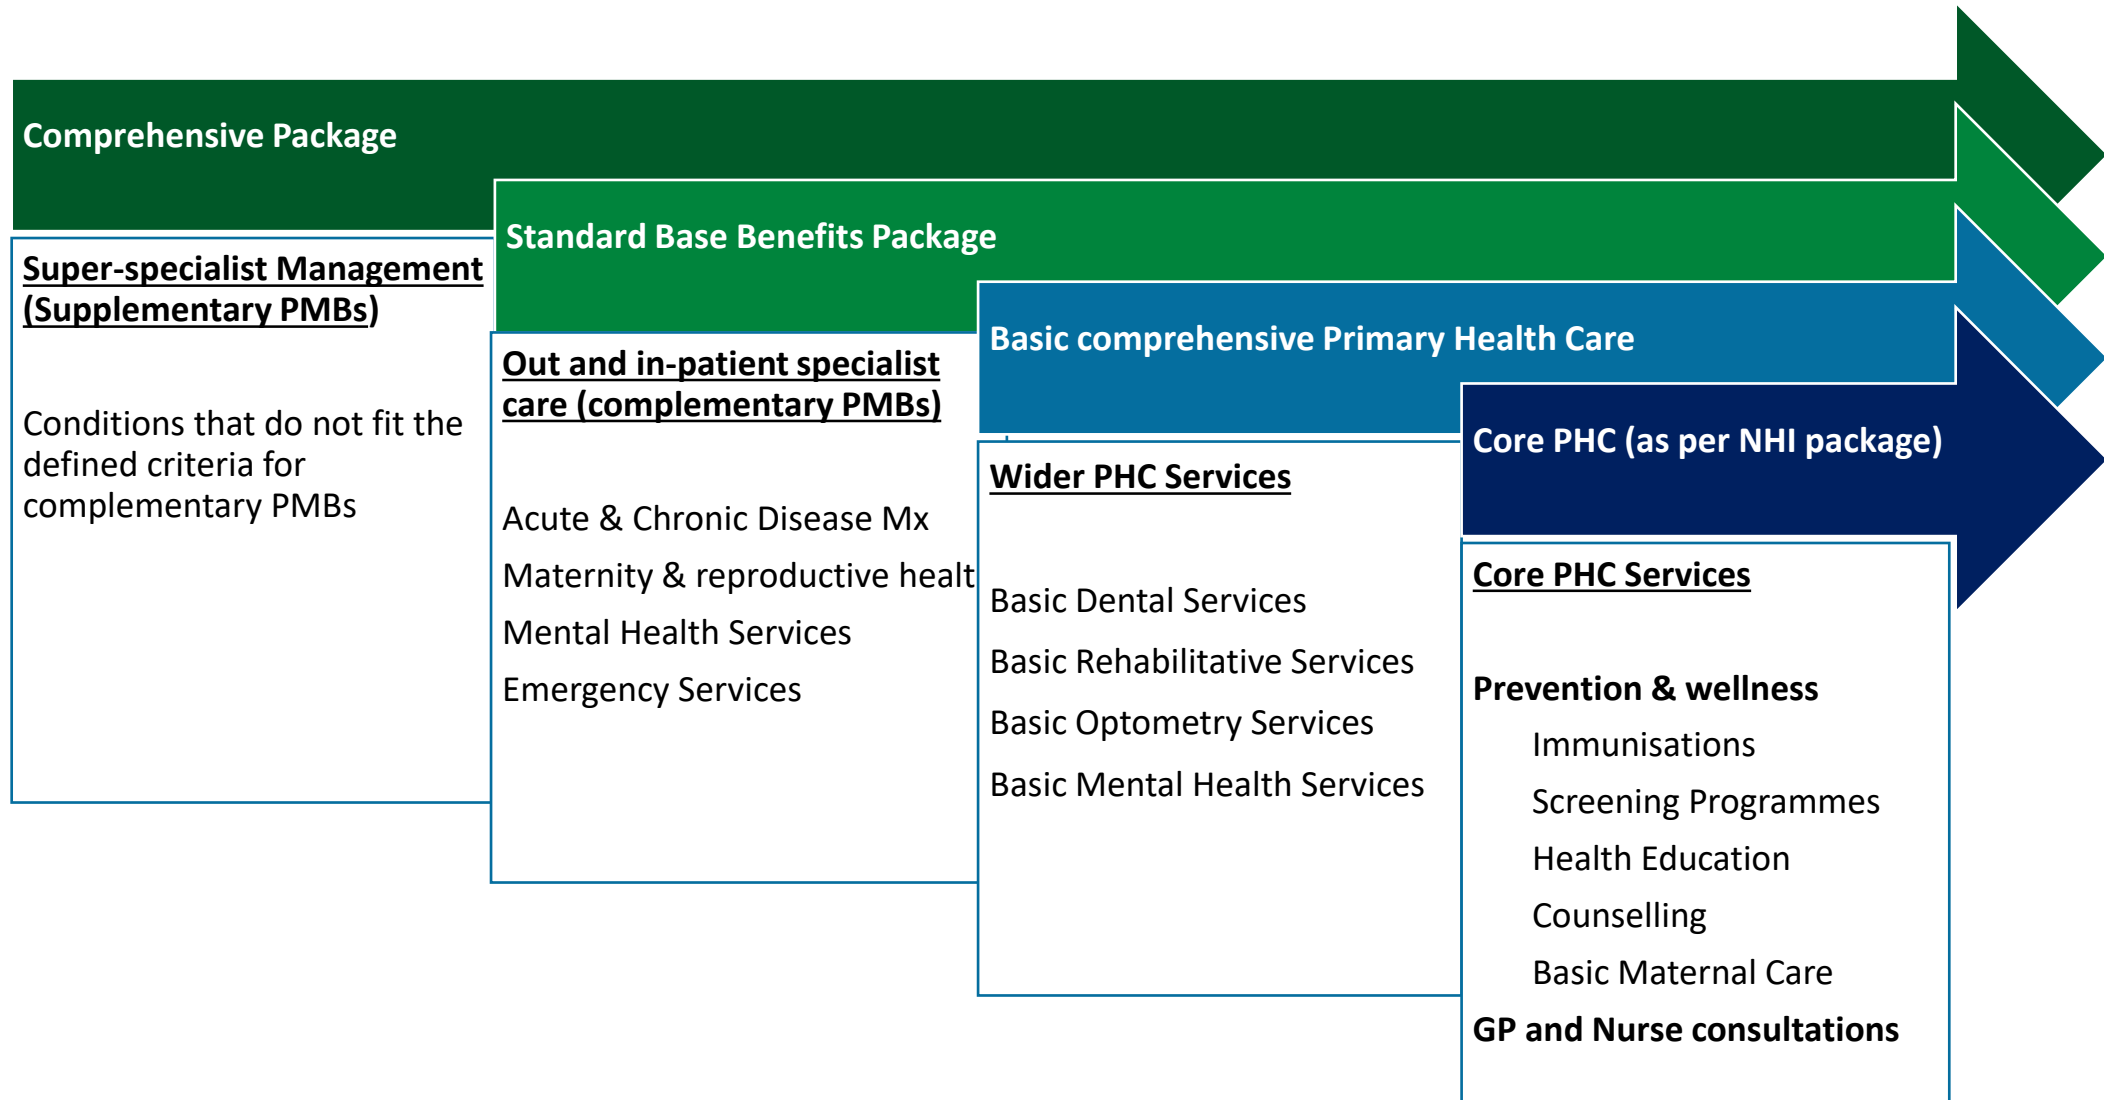 Comprehensive Package
Super-specialist Management
(Supplementary PMBs)
Conditions that do not fit the
defined criteria for
complementary PMBs
Standard Base Benefits Package
Out and in-patient specialist
care (complementary PMBs)
Acute & Chronic Disease Mx
Maternity & reproductive healt
Mental Health Services
Emergency Services
Basic comprehensive Primary Health Care
Wider PHC Services
Basic Dental Services
Basic Rehabilitative Services
Basic Optometry Services
Basic Mental Health Services
Core PHC (as per NHI package)
Core PHC Services
Prevention & wellness
Immunisations
Screening Programmes
Health Education
Counselling
Basic Maternal Care
GP and Nurse consultations